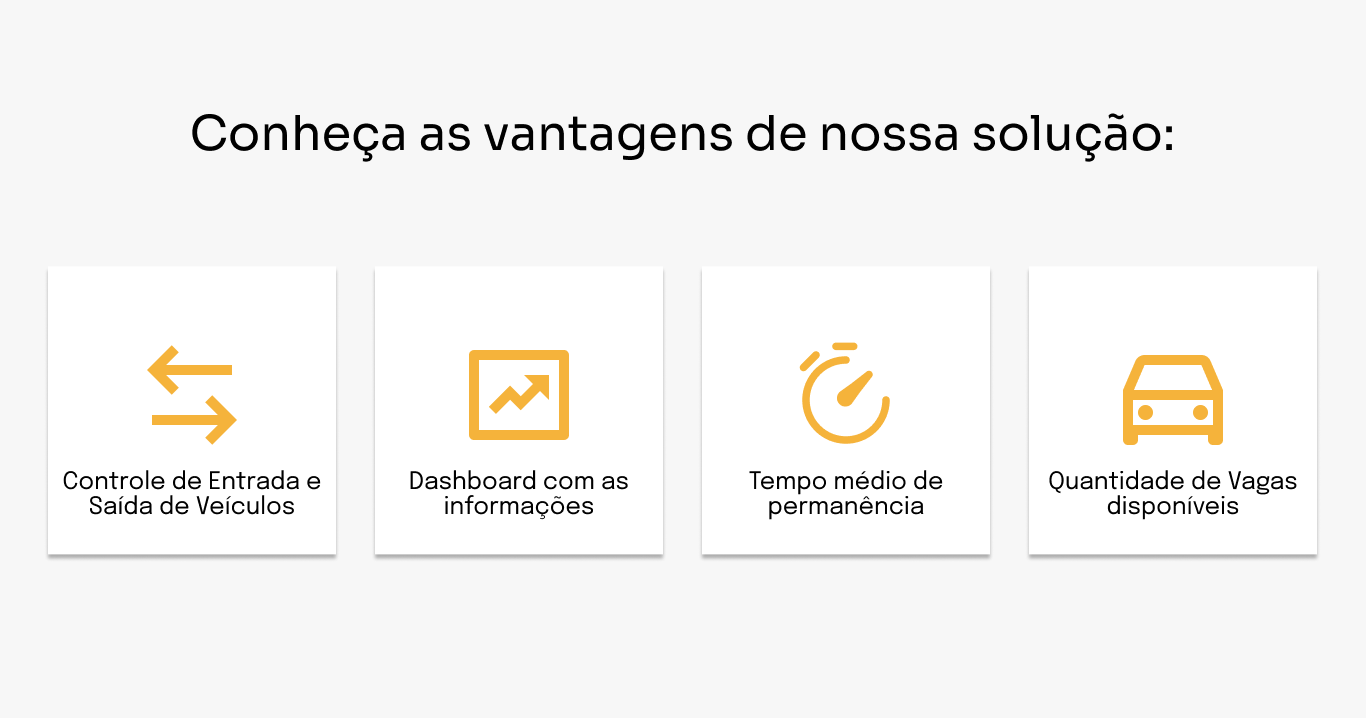 Conheça as vantagens de nossa solução:
Controle de Entrada e
Saída de Veículos
Dashboard com as
informações
Tempo médio de
permanência
Quantidade de Vagas
disponíveis